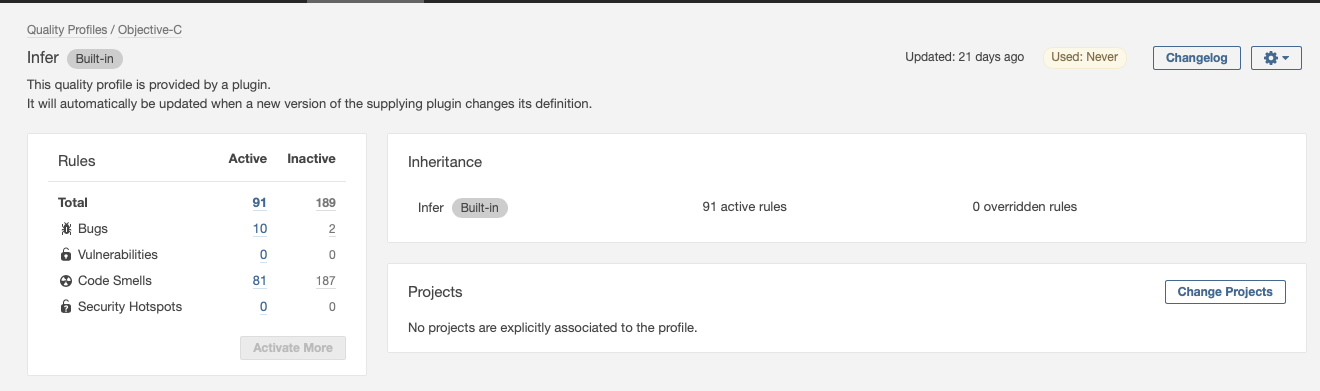 Quality Profiles / Objective-C
Infer Built-in
Updated: 21 days ago Used: Never Changelog
This quality profile is provided by a plugin.
It will automatically be updated when a new version of the supplying plugin changes its definition.
Rules Active Inactive
Total 91 189
Bugs 10 2
Vulnerabilities 0 0
Code Smells 81 187
Security Hotspots 0 0
Activate More
Inheritance
Infer Built-in 91 active rules 0 overridden rules
Projects Change Projects
No projects are explicitly associated to the profile.